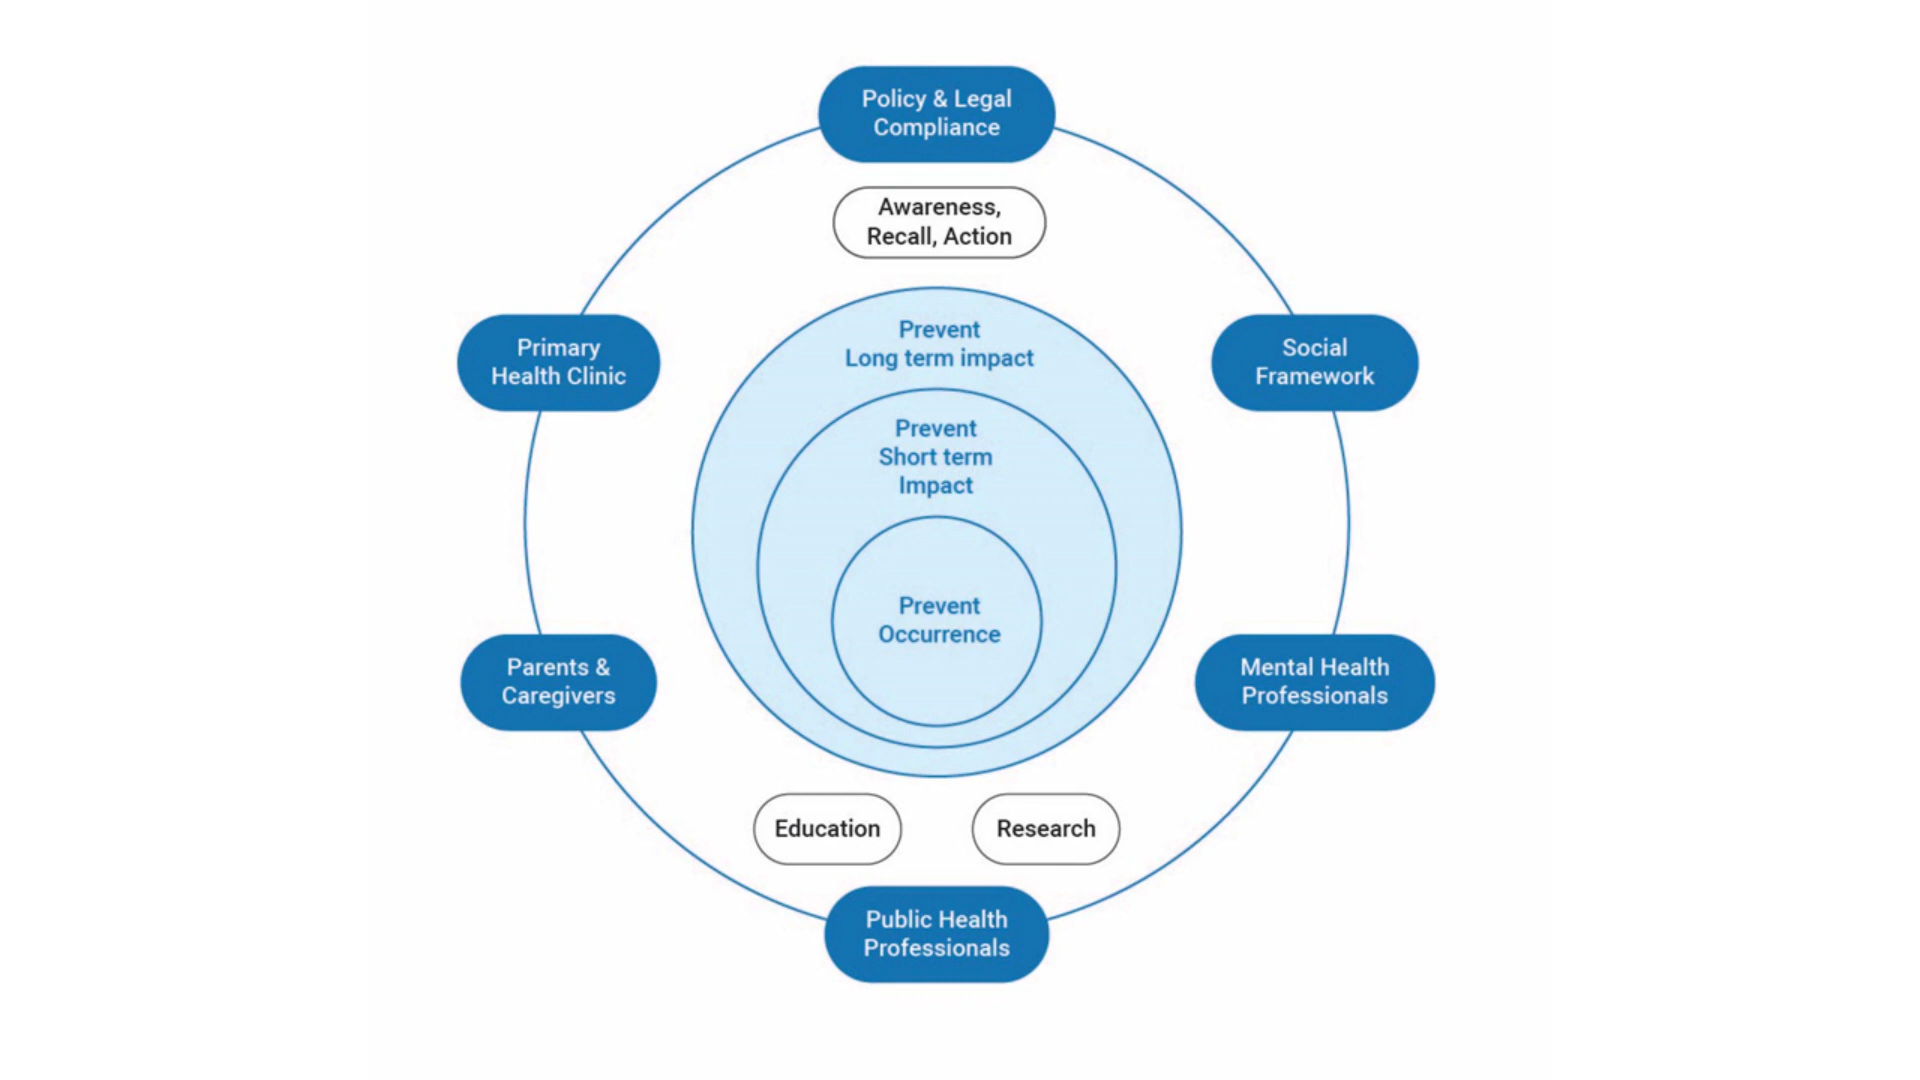 Policy & Legal
Compliance
Awareness,
Recall, Action
Prevent
Long term impact
Primary
Health Clinic
Social
Framework
Prevent
Short term
Impact
Prevent
Occurrence
Parents &
Caregivers
Mental Health
Professionals
Education
Research
Public Health
Professionals